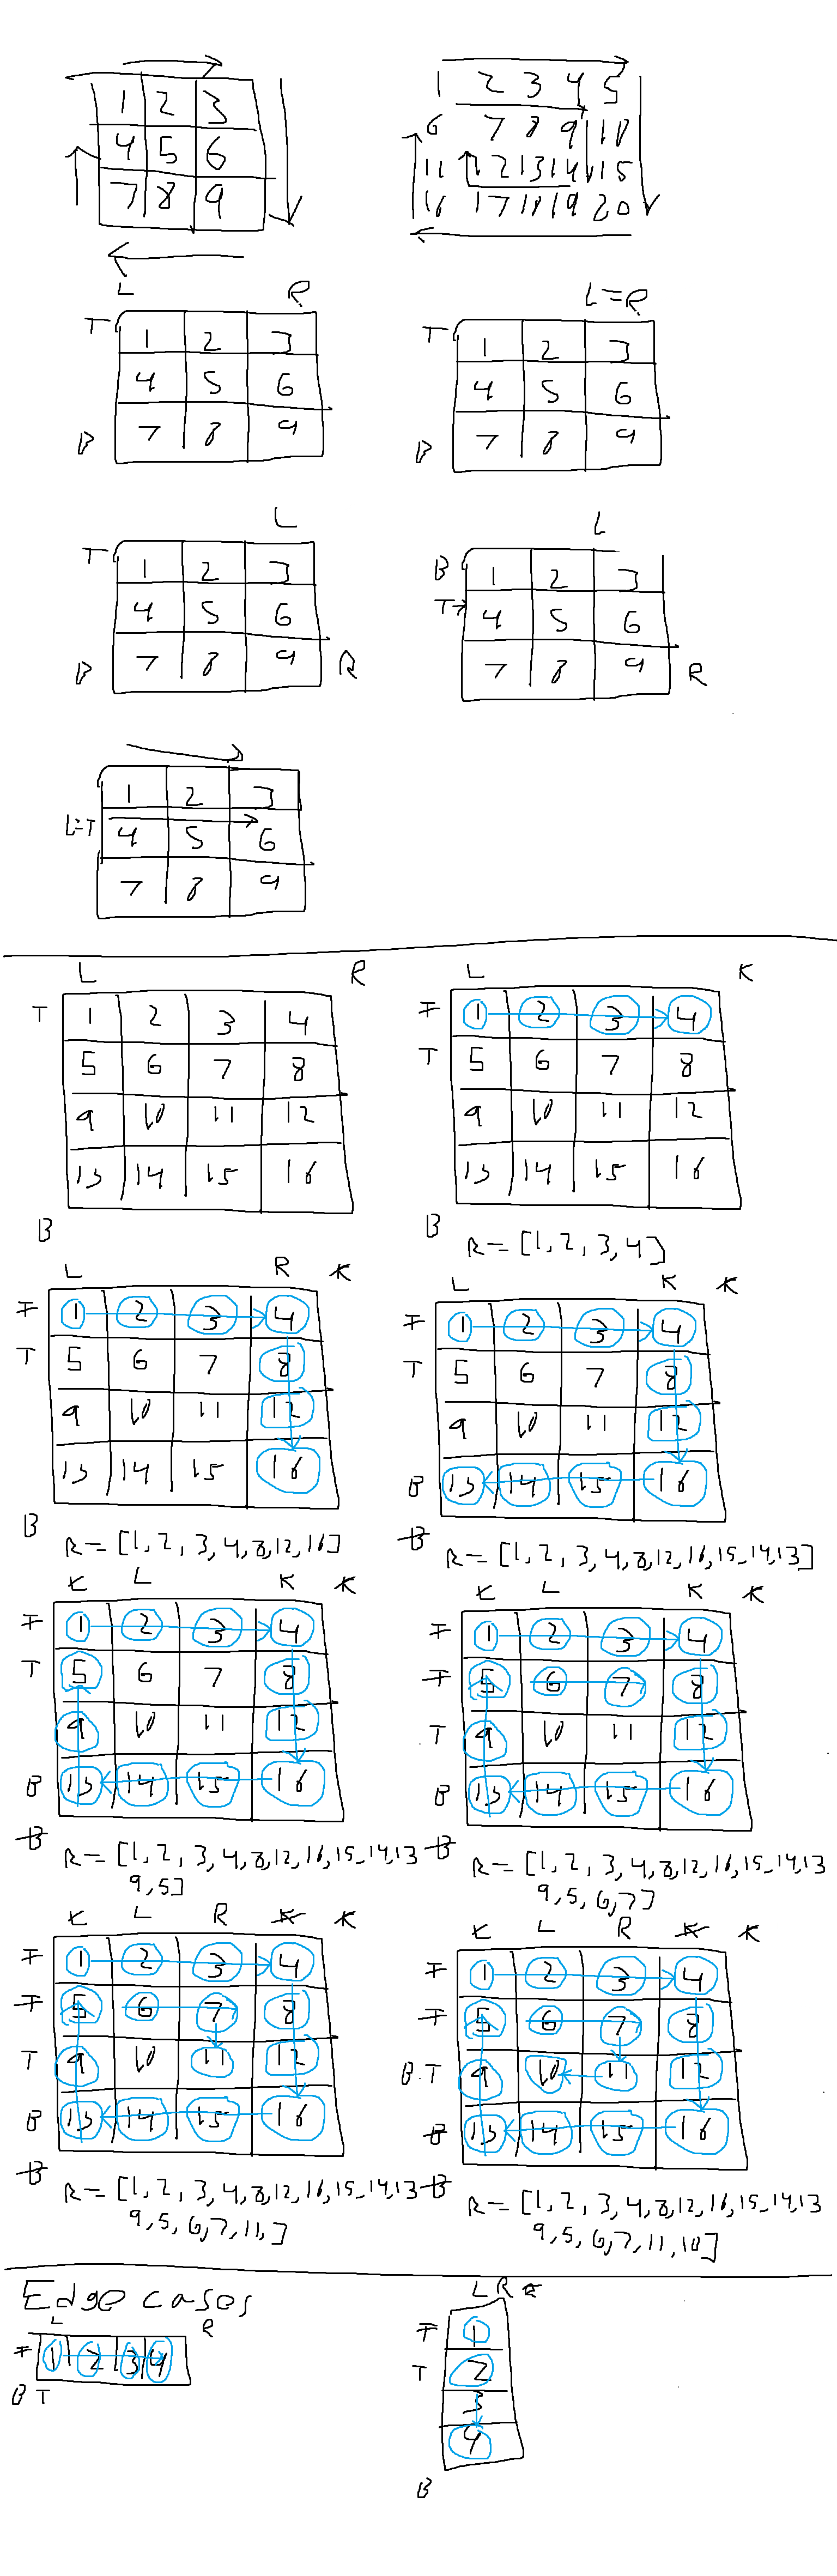 1 2 3
4 5 6
7 8 9
1 2 3 4 5
6 7 8 9 10
11 12 13 14 15
16 17 18 19 20
L R
T 1 2 3
4 5 6
B 7 8 9
L=R
T 1 2 3
4 5 6
B 7 8 9
L
T 1 2 3
4 5 6
B 7 8 9 R
L
B 1 2 3
T 4 5 6
7 8 9 R
1 2 3
L=T 4 5 6
7 8 9
L R
T 1 2 3 4
5 6 7 8
9 10 11 12
13 14 15 16
B
L R
T 1 2 3 4
T 5 6 7 8
9 10 11 12
13 14 15 16
B
R=[1,2,3,4]
L R R
T 1 2 3 4
T 5 6 7 8
9 10 11 12
13 14 15 16
B
R=[1,2,3,4,8,12,16]
L R R
T 1 2 3 4
T 5 6 7 8
9 10 11 12
B 13 14 15 16
B
R=[1,2,3,4,8,12,16,15,14,13]
L L R R
T 1 2 3 4
T 5 6 7 8
9 10 11 12
B 13 14 15 16
B
R=[1,2,3,4,8,12,16,15,14,13
9,5]
L L R R
T 1 2 3 4
T 5 6 7 8
T 9 10 11 12
B 13 14 15 16
B
R=[1,2,3,4,8,12,16,15,14,13
9,5,6,7]
L L R R R
T 1 2 3 4
T 5 6 7 8
T 9 10 11 12
B 13 14 15 16
B
R=[1,2,3,4,8,12,16,15,14,13
9,5,6,7,11,]
L L R R R
T 1 2 3 4
T 5 6 7 8
B T 9 10 11 12
B 13 14 15 16
B
R=[1,2,3,4,8,12,16,15,14,13
9,5,6,7,11,10]
Edge cases
L R
T 1 2 3 4
B T
L R R
T 1
T 2
3
4
B